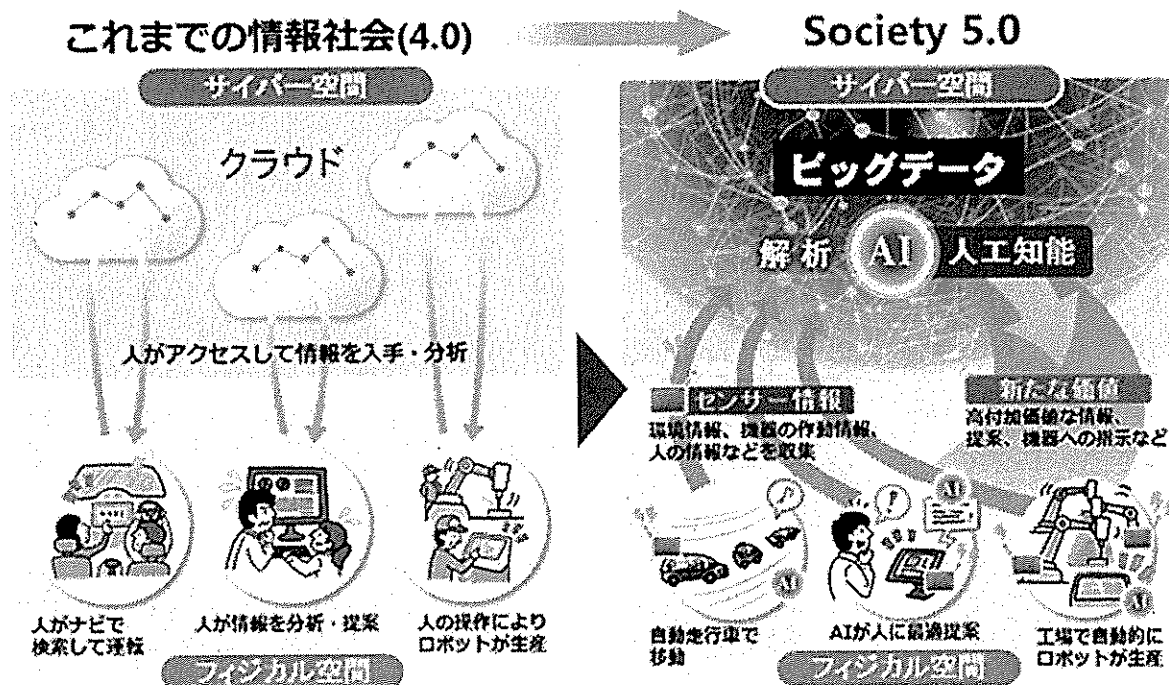 これまでの情報社会(4.0)
サイバー空間
クラウド
人がアクセスして情報を入手・分析
人がナビで
検索して運転
人が情報を分析・提案
人の操作により
ロボットが生産
フィジカル空間
Society 5.0
サイバー空間
ビッグデータ
解析
AI
人工知能
センサー情報
環境情報、機器の作動情報、
人の情報などを収集
新たな価値
高付加価値な情報、
提案、機器への指示など
AI
AI
AI
自動走行車で
移動
AIが人に最適提案
工場で自動的に
ロボットが生産
フィジカル空間